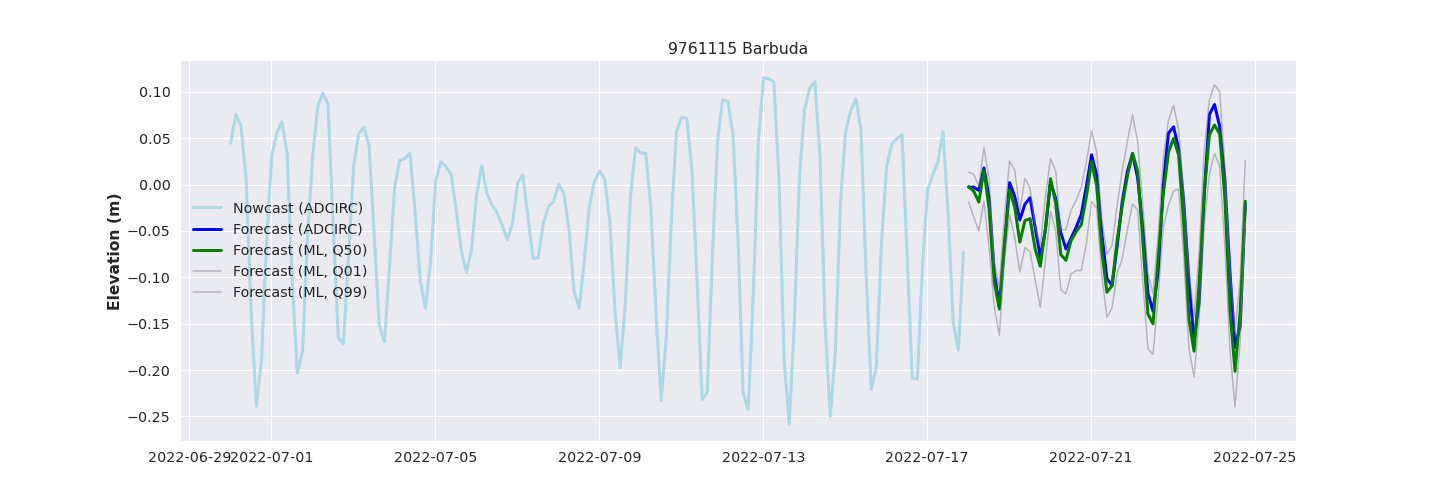 9761115 Barbuda
Elevation (m)
0.10
0.05
0.00
−0.05
−0.10
−0.15
−0.20
−0.25
Nowcast (ADCIRC)
Forecast (ADCIRC)
Forecast (ML, Q50)
Forecast (ML, Q01)
Forecast (ML, Q99)
2022-06-29 2022-07-01 2022-07-05 2022-07-09 2022-07-13 2022-07-17 2022-07-21 2022-07-25